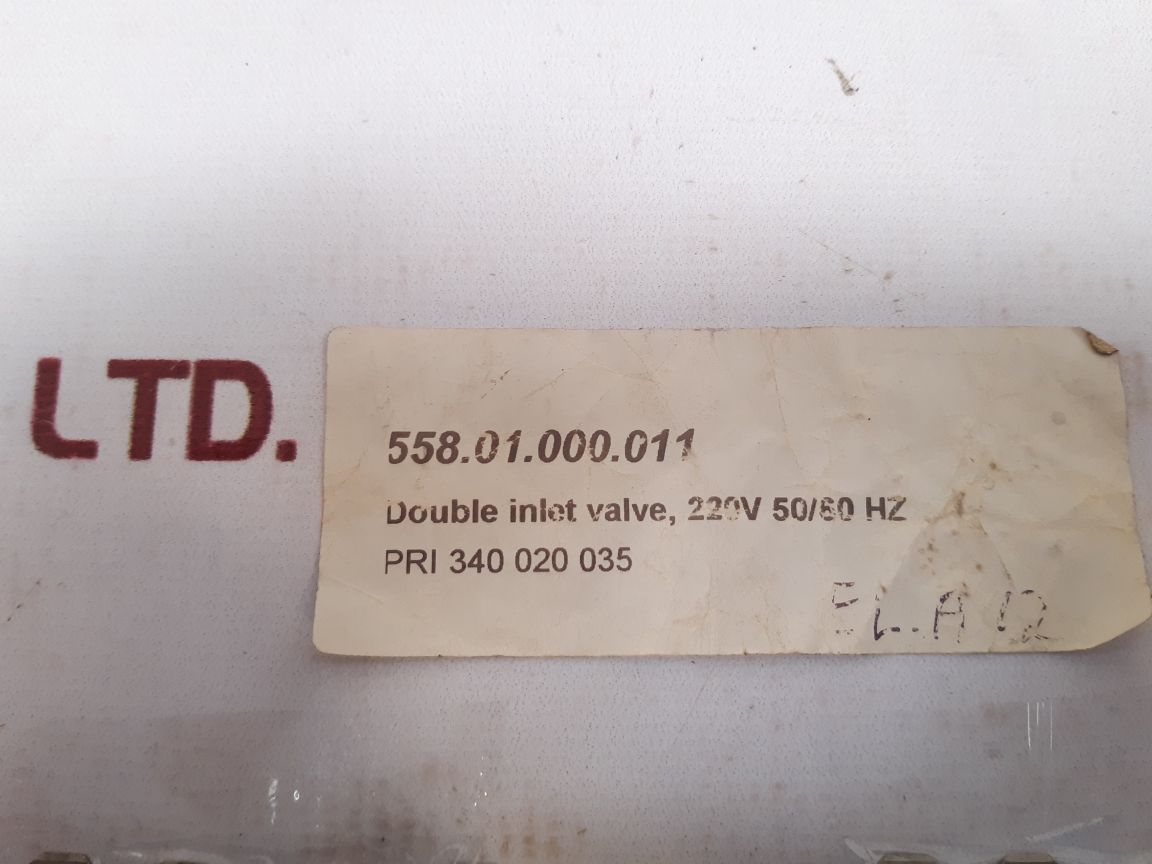 LTD.
558.01.000.011
Double inlet valve, 220V 50/60 HZ
PRI 340 020 035